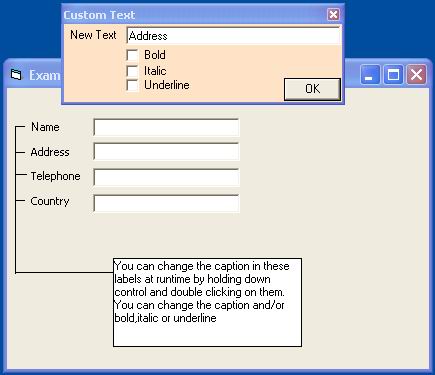 Custom Text
New Text Address
Bold
Italic
Underline
OK
Exam
Name
Address
Telephone
Country
You can change the caption in these
labels at runtime by holding down
control and double clicking on them.
You can change the caption and/or
bold,italic or underline